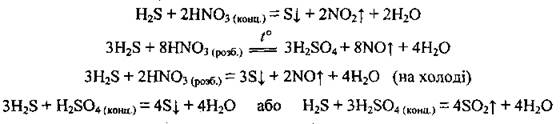 H₂S + 2HNO₃ (конц.) = S↓ + 2NO₂↑ + 2H₂O
3H₂S + 8HNO₃ (розб.) =t°= 3H₂SO₄ + 8NO↑ + 4H₂O
3H₂S + 2HNO₃ (розб.) = 3S↓ + 2NO↑ + 4H₂O (на холоді)
3H₂S + H₂SO₄ (конц.) = 4S↓ + 4H₂O або H₂S + 3H₂SO₄ (конц.) = 4SO₂↑ + 4H₂O